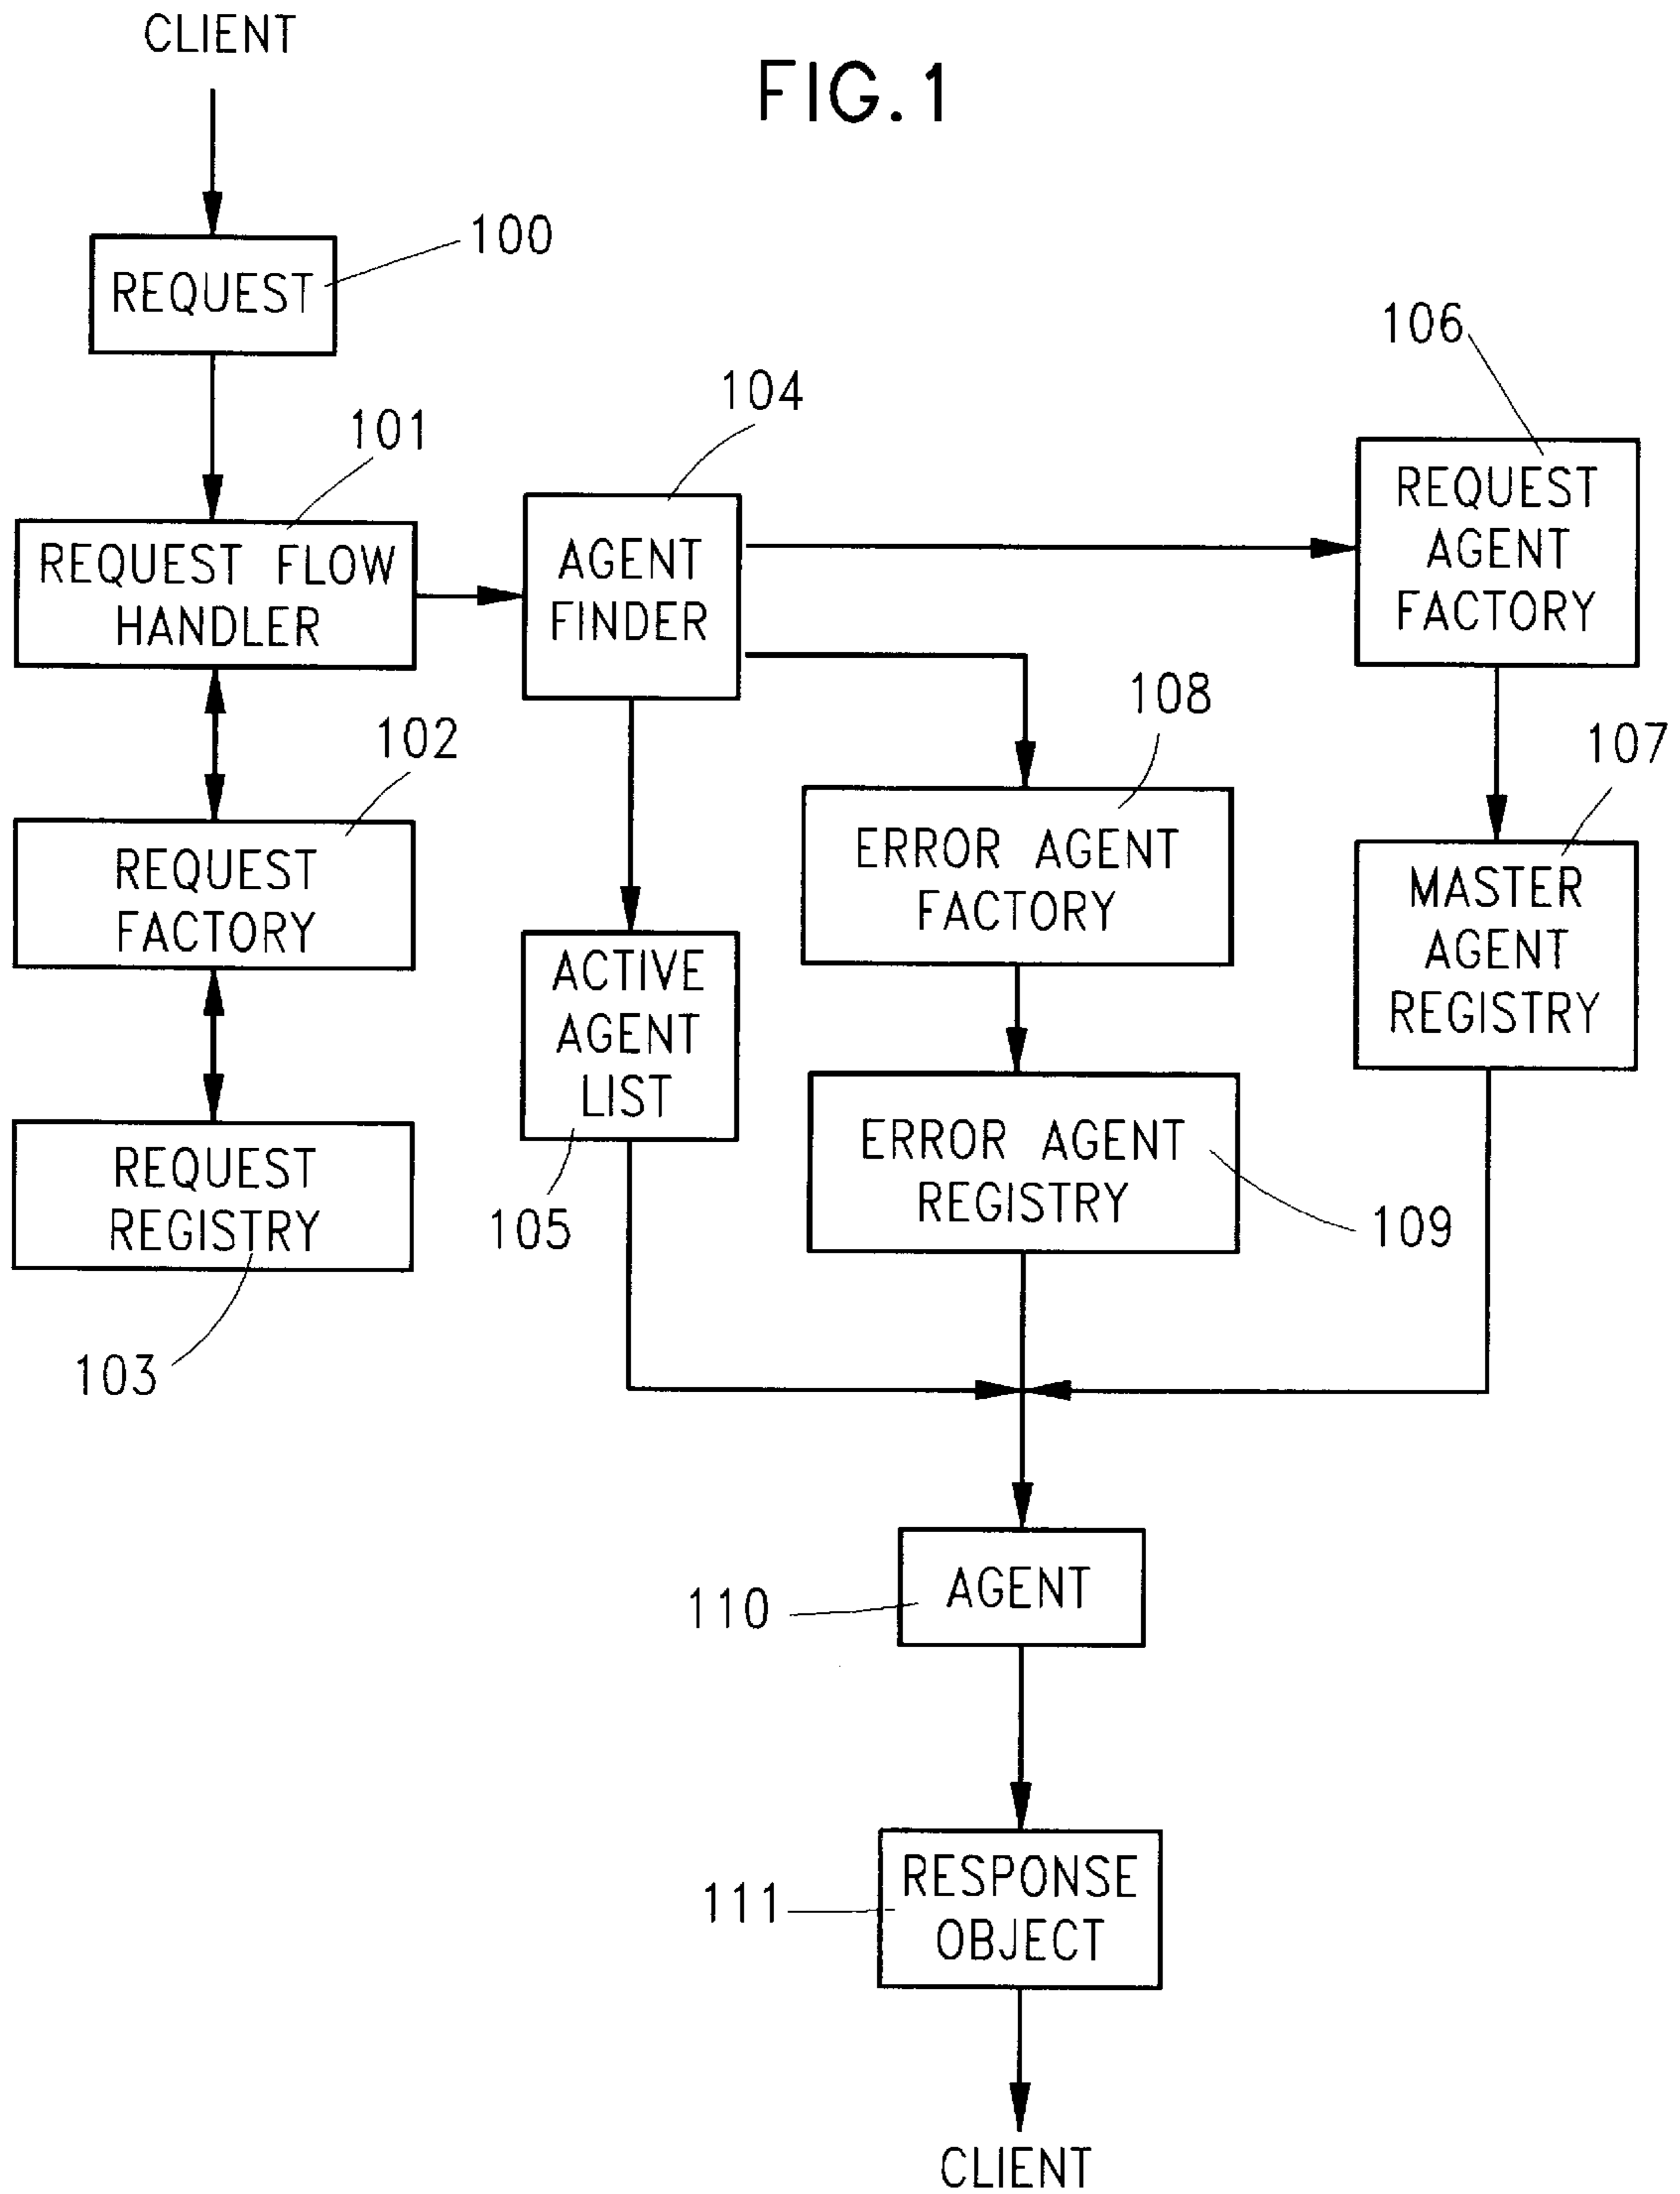 CLIENT
FIG.1
100
REQUEST
106
104
101
REQUEST
AGENT
FACTORY
REQUEST FLOW
HANDLER
AGENT
FINDER
108
107
102
ERROR AGENT
FACTORY
REQUEST
FACTORY
MASTER
AGENT
REGISTRY
ACTIVE
AGENT
LIST
ERROR AGENT
REGISTRY
REQUEST
REGISTRY
105
109
103
AGENT
110
RESPONSE
OBJECT
111
CLIENT